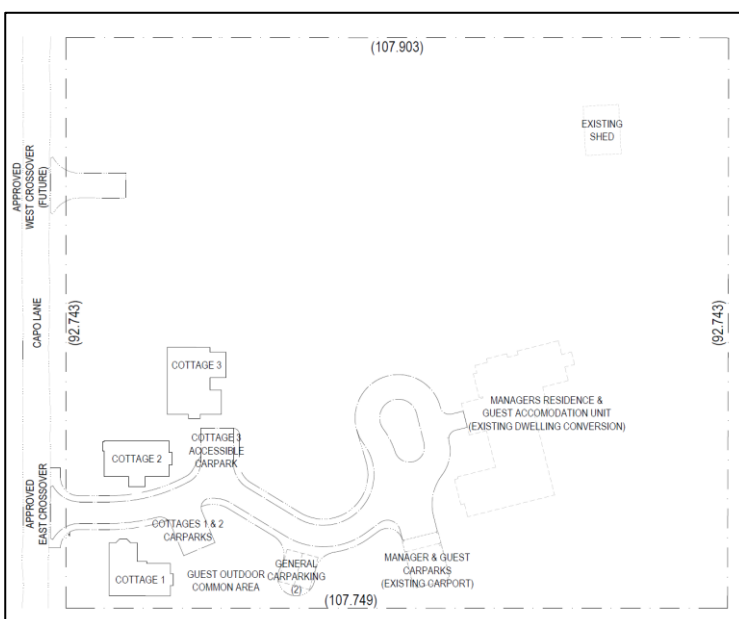 (107.903)
EXISTING
SHED
APPROVED
WEST CROSSOVER
(FUTURE)
CAPO LANE
(92.743)
(92.743)
COTTAGE 3
MANAGERS RESIDENCE &
GUEST ACCOMODATION UNIT
(EXISTING DWELLING CONVERSION)
COTTAGE 3
ACCESSIBLE
CARPARK
COTTAGE 2
APPROVED
EAST CROSSOVER
COTTAGES 1 & 2
CARPARKS
COTTAGE 1
GUEST OUTDOOR
COMMON AREA
GENERAL
CARPARKING
(2)
MANAGER & GUEST
CARPARKS
(EXISTING CARPORT)
(107.749)